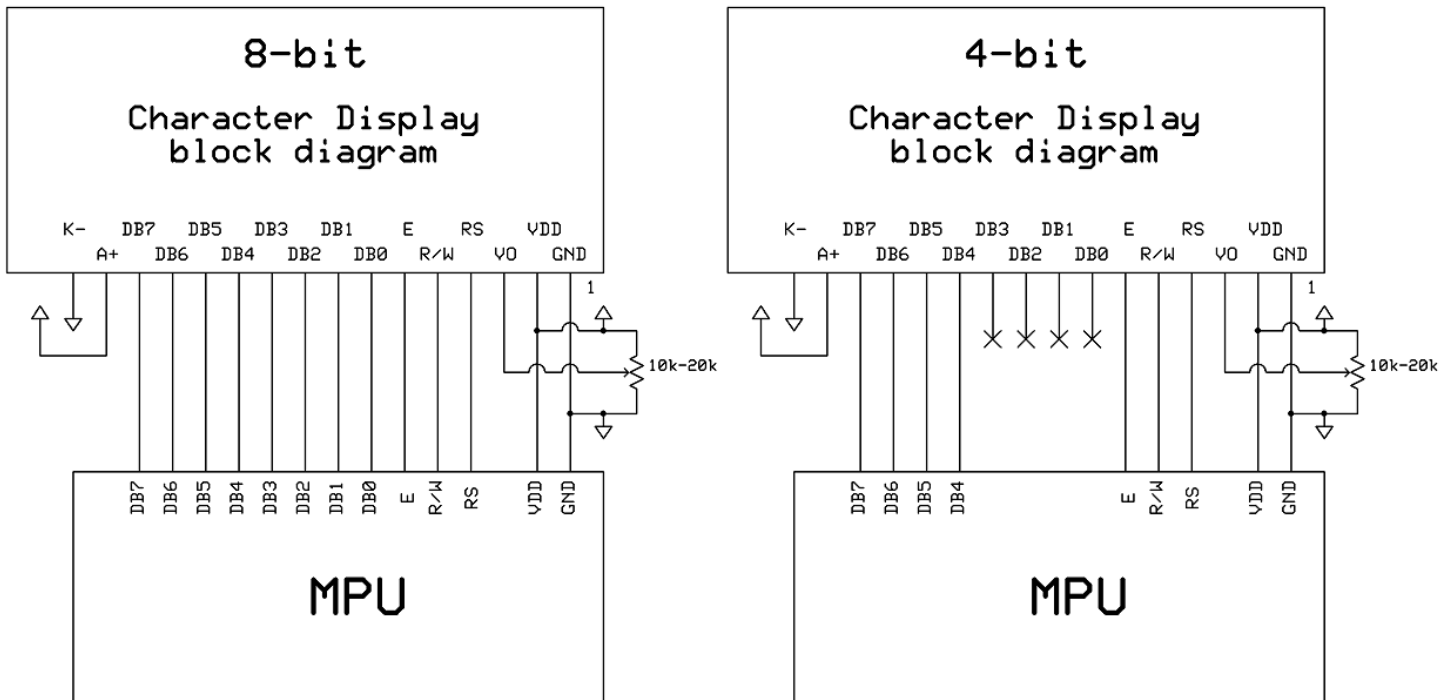 8-bit
Character Display
block diagram
K- DB7 DB5 DB3 DB1 E RS VDD
A+ DB6 DB4 DB2 DB0 R/W VO GND
1
10k-20k
DB7 DB6 DB5 DB4 DB3 DB2 DB1 DB0 E R/W RS VDD GND
MPU
4-bit
Character Display
block diagram
K- DB7 DB5 DB3 DB1 E RS VDD
A+ DB6 DB4 DB2 DB0 R/W VO GND
1
10k-20k
DB7 DB6 DB5 DB4 E R/W RS VDD GND
MPU